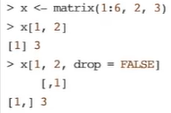 > x <- matrix(1:6, 2, 3)
> x[1, 2]
[1] 3
> x[1, 2, drop = FALSE]
     [,1]
[1,] 3